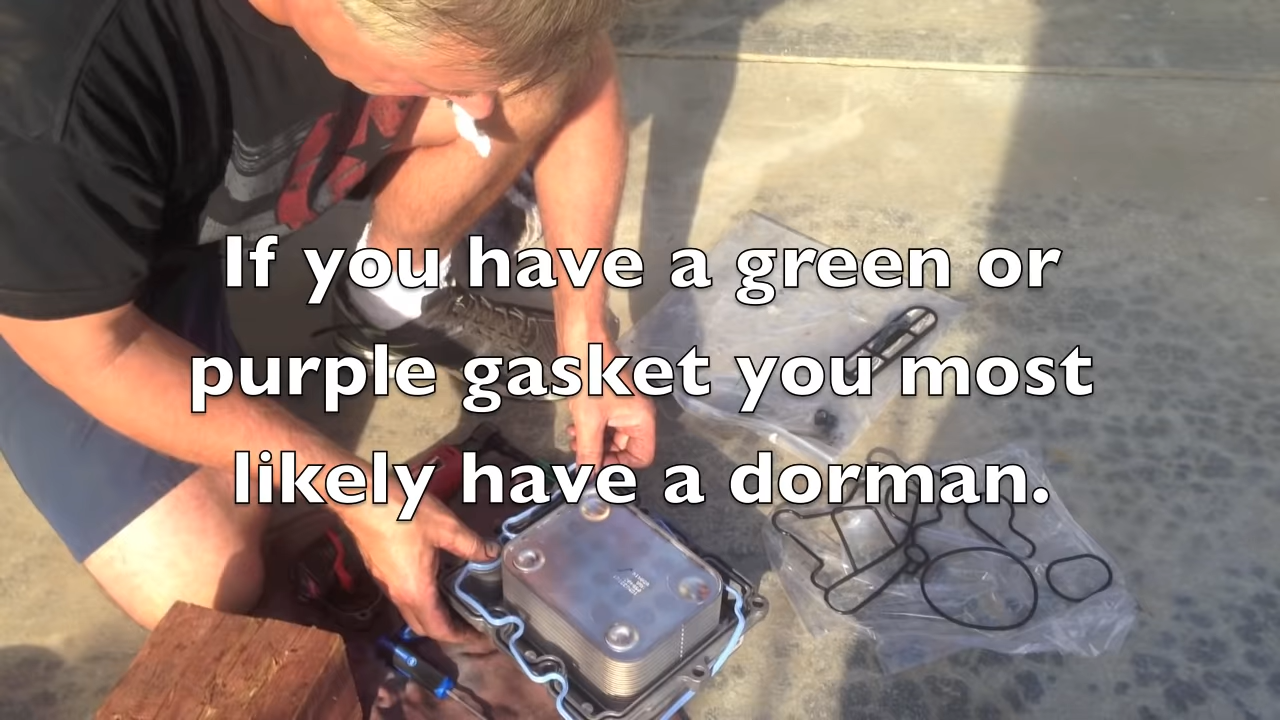 If you have a green or
purple gasket you most
likely have a dorman.